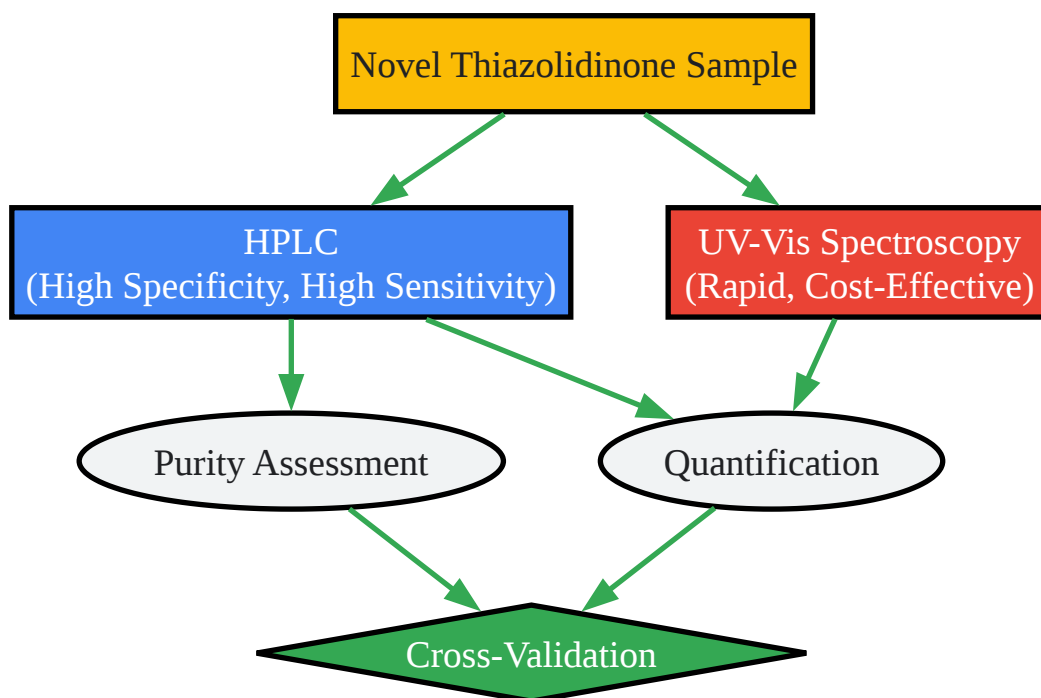 Novel Thiazolidinone Sample
HPLC
(High Specificity, High Sensitivity)
UV-Vis Spectroscopy
(Rapid, Cost-Effective)
Purity Assessment
Quantification
Cross-Validation